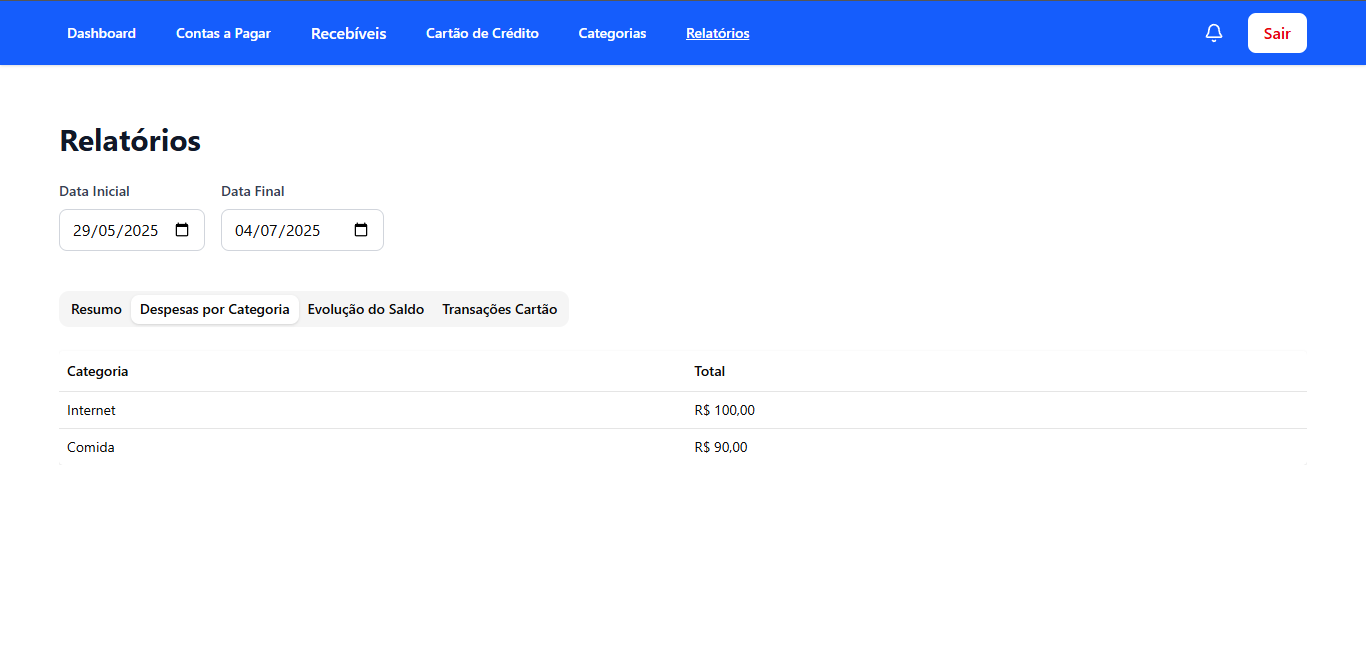 Dashboard Contas a Pagar Recebíveis Cartão de Crédito Categorias Relatórios Sair
Relatórios
Data Inicial Data Final
29/05/2025 04/07/2025
Resumo Despesas por Categoria Evolução do Saldo Transações Cartão
Categoria Total
Internet R$ 100,00
Comida R$ 90,00